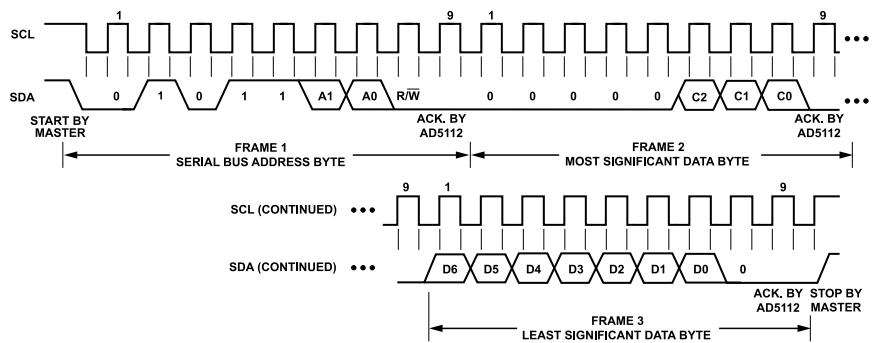 1 9 1 9
SCL
SDA 0 1 0 1 1 A1 A0 R/W̅ 0 0 0 0 0 C2 C1 C0
START BY
MASTER
ACK. BY
AD5112
ACK. BY
AD5112
FRAME 1
SERIAL BUS ADDRESS BYTE
FRAME 2
MOST SIGNIFICANT DATA BYTE
9 1 9
SCL (CONTINUED)
SDA (CONTINUED) D6 D5 D4 D3 D2 D1 D0 0
ACK. BY
AD5112
STOP BY
MASTER
FRAME 3
LEAST SIGNIFICANT DATA BYTE